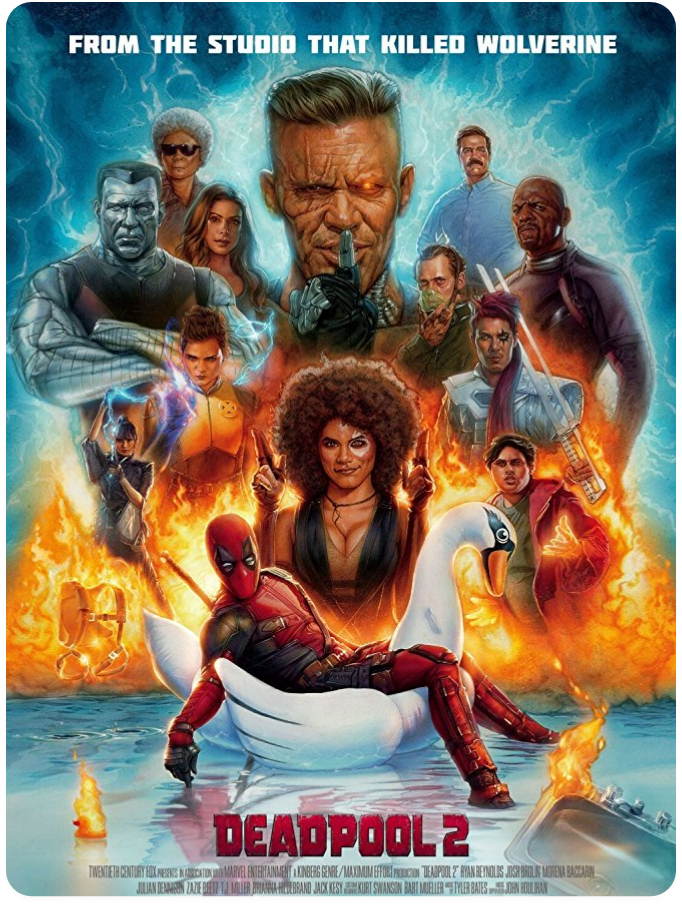 FROM THE STUDIO THAT KILLED WOLVERINE
DEADPOOL 2
TWENTIETH CENTURY FOX PRESENTS IN ASSOCIATION WITH MARVEL ENTERTAINMENT A KINBERG GENRE/MAXIMUM EFFORT PRODUCTION "DEADPOOL 2" RYAN REYNOLDS JOSH BROLIN MORENA BACCARIN
JULIAN DENNISON ZAZIE BEETZ T.J. MILLER BRIANNA HILDEBRAND JACK KESY KURT SWANSON BART MUELLER TYLER BATES JOHN HOULIHAN